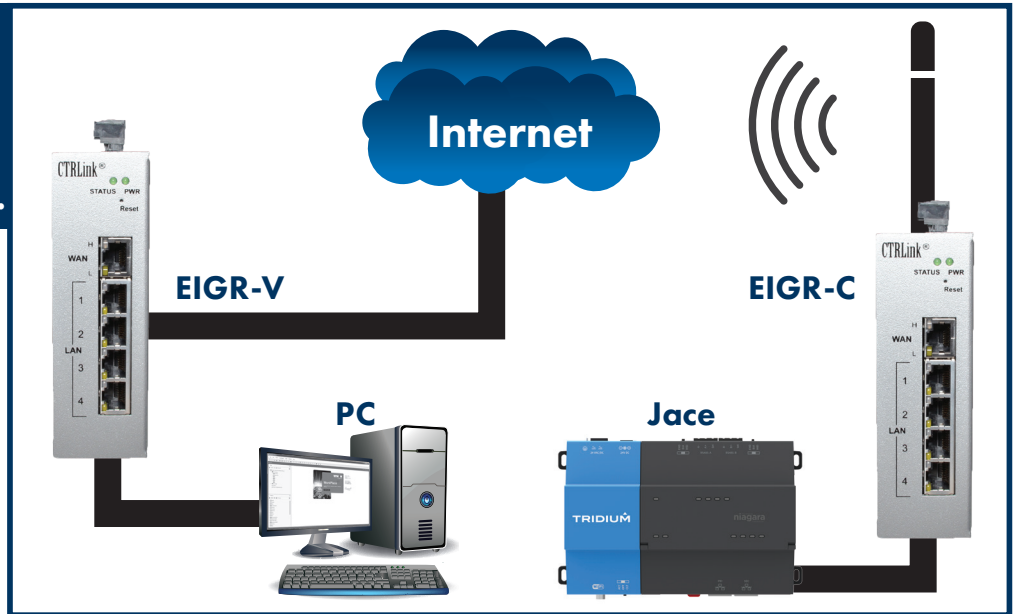 Internet
CTRLink®
STATUS PWR
Reset
H
WAN
L
1
2
LAN
3
4
EIGR-V
EIGR-C
CTRLink®
STATUS PWR
Reset
H
WAN
L
1
2
LAN
3
4
PC
Jace
TRIDIUM
niagara